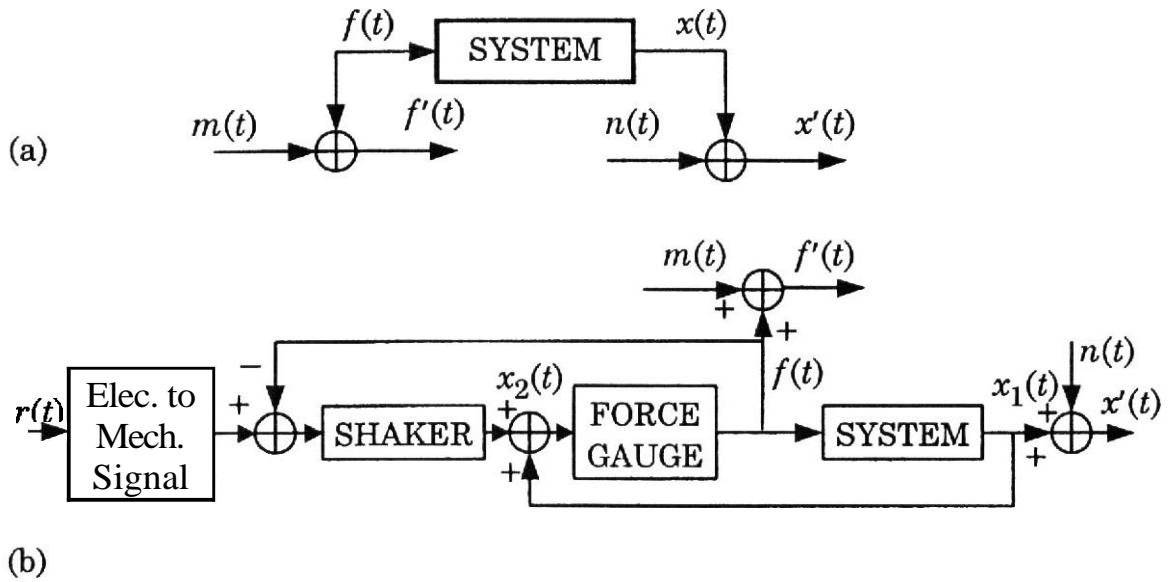 f(t) SYSTEM x(t)
m(t) f'(t) n(t) x'(t)
(a)
m(t) f'(t)
+ +
− x₂(t) f(t) x₁(t) n(t)
r(t) Elec. to Mech. Signal + SHAKER + + FORCE GAUGE SYSTEM + + x'(t)
(b)